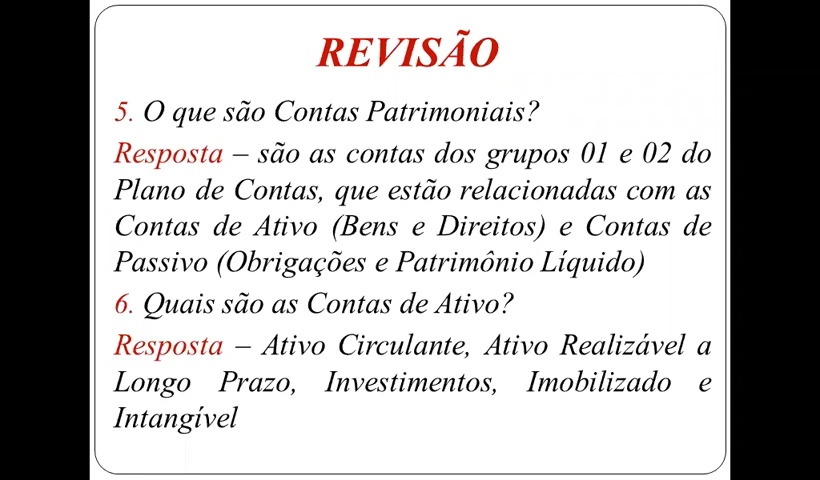 REVISÃO
5. O que são Contas Patrimoniais?
Resposta – são as contas dos grupos 01 e 02 do
Plano de Contas, que estão relacionadas com as
Contas de Ativo (Bens e Direitos) e Contas de
Passivo (Obrigações e Patrimônio Líquido)
6. Quais são as Contas de Ativo?
Resposta – Ativo Circulante, Ativo Realizável a
Longo Prazo, Investimentos, Imobilizado e
Intangível